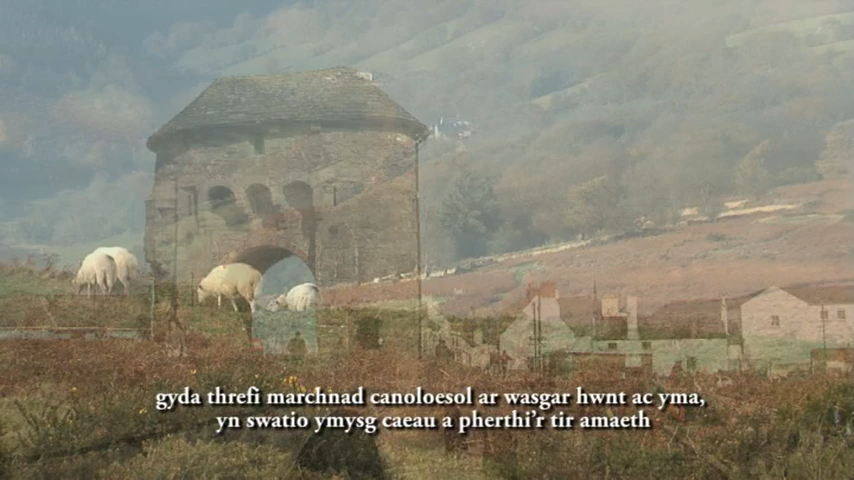 gyda threfi marchnad canoloesol ar wasgar hwnt ac yma,
yn swatio ymysg caeau a pherthi’r tir amaeth